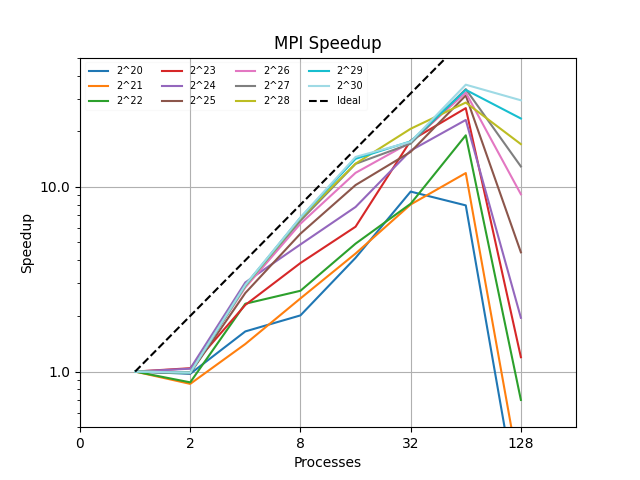 MPI Speedup
2^20 2^23 2^26 2^29
2^21 2^24 2^27 2^30
2^22 2^25 2^28 Ideal
10.0
1.0
Speedup
0 2 8 32 128
Processes